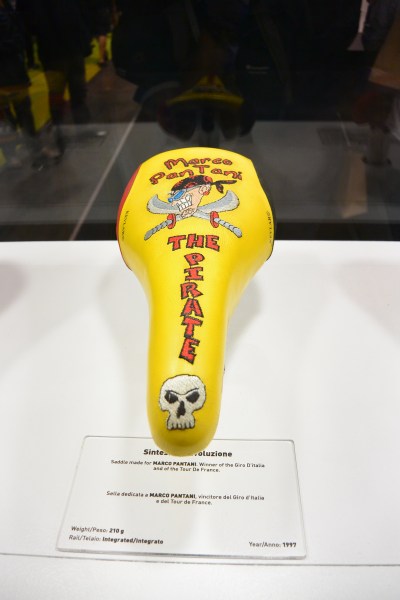 Marco
PanTani
THE
PIRATE
Saddle made for MARCO PANTANI. Winner of the Giro D'Italia
and of the Tour De France.
Sella dedicata a MARCO PANTANI, vincitore del Giro d'Italia
e del Tour de France.
Weight/Peso: 210 g
Rail/Telaio: Integrated/integrato
Year/Anno: 1997